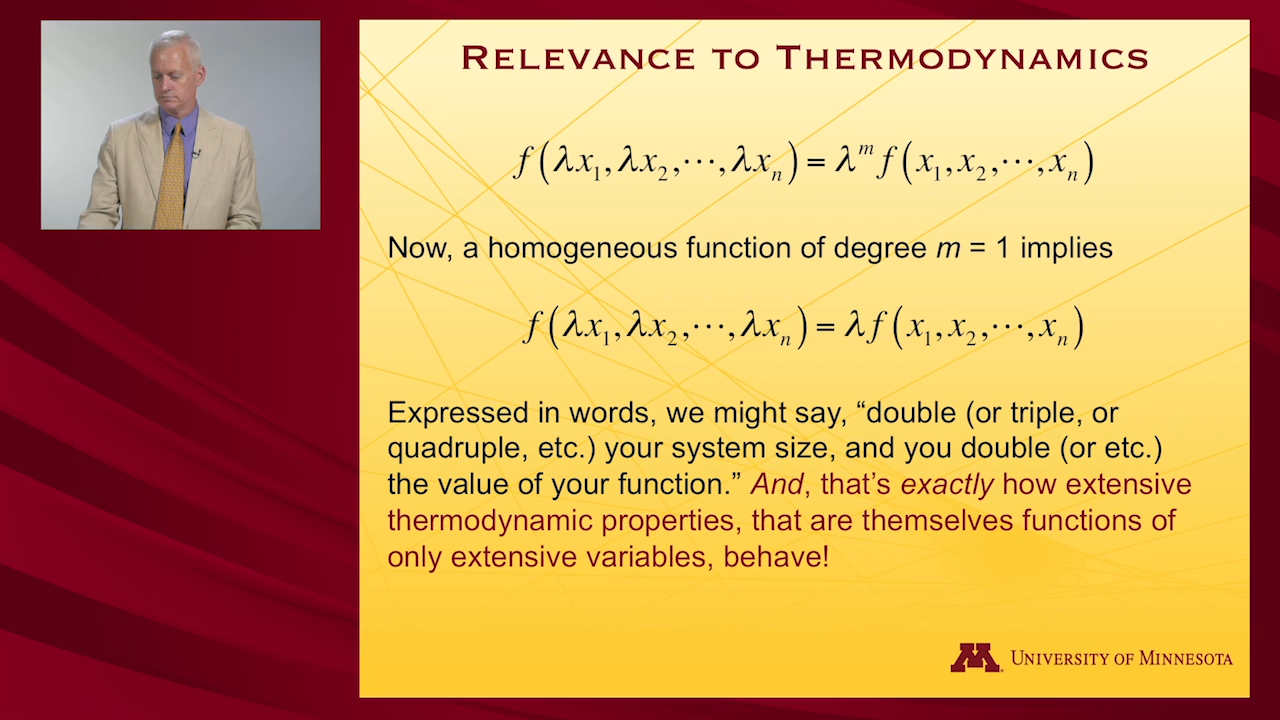 RELEVANCE TO THERMODYNAMICS
f(λx₁,λx₂,⋯,λxₙ) = λᵐf(x₁,x₂,⋯,xₙ)
Now, a homogeneous function of degree m = 1 implies
f(λx₁,λx₂,⋯,λxₙ) = λf(x₁,x₂,⋯,xₙ)
Expressed in words, we might say, “double (or triple, or
quadruple, etc.) your system size, and you double (or etc.)
the value of your function.” And, that’s exactly how extensive
thermodynamic properties, that are themselves functions of
only extensive variables, behave!
M UNIVERSITY OF MINNESOTA